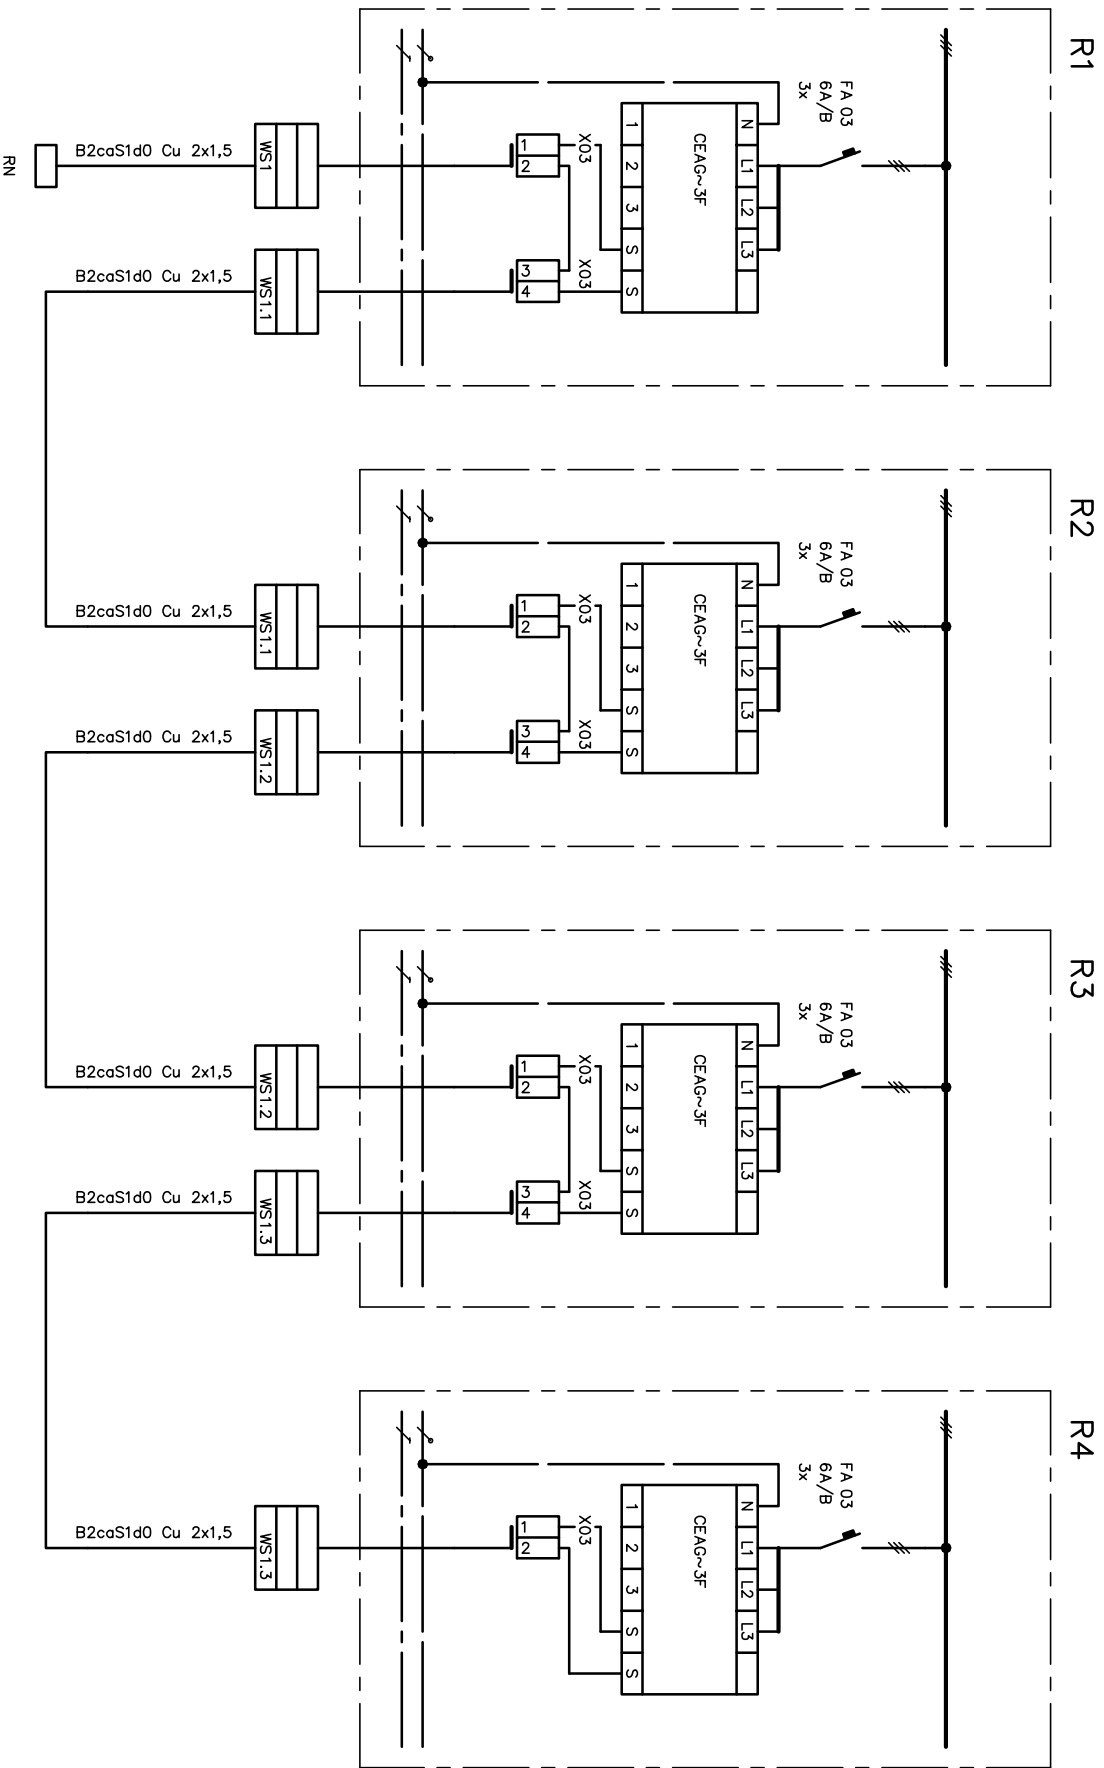 R1
FA 03
6A/B
3x
N L1 L2 L3
CEAG~3F
1 2 3 S S
X03
X03
1
2
3
4
WS1
WS1.1
B2caS1d0 Cu 2x1,5
B2caS1d0 Cu 2x1,5
RN
R2
FA 03
6A/B
3x
N L1 L2 L3
CEAG~3F
1 2 3 S S
X03
X03
1
2
3
4
WS1.1
WS1.2
B2caS1d0 Cu 2x1,5
B2caS1d0 Cu 2x1,5
R3
FA 03
6A/B
3x
N L1 L2 L3
CEAG~3F
1 2 3 S S
X03
X03
1
2
3
4
WS1.2
WS1.3
B2caS1d0 Cu 2x1,5
B2caS1d0 Cu 2x1,5
R4
FA 03
6A/B
3x
N L1 L2 L3
CEAG~3F
1 2 3 S S
X03
1
2
WS1.3
B2caS1d0 Cu 2x1,5